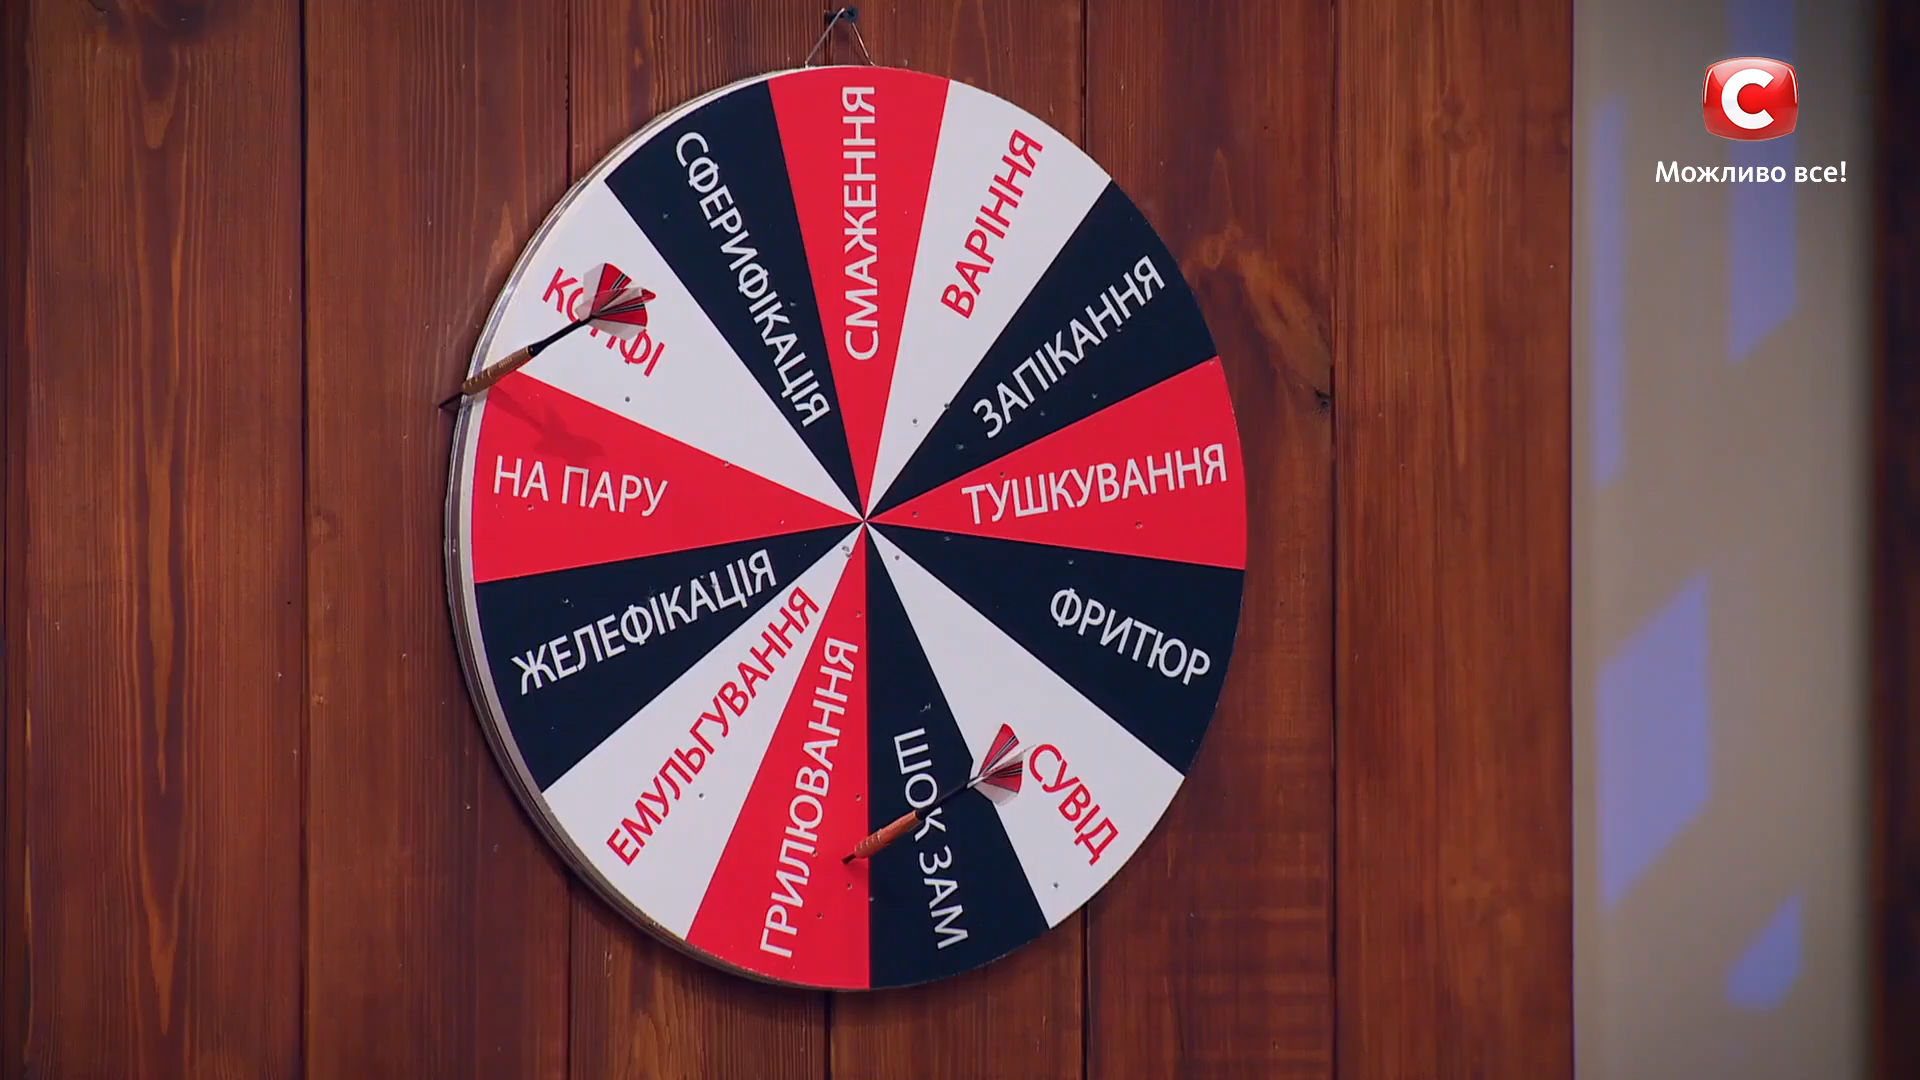 СМАЖЕННЯ
ВАРІННЯ
ЗАПІКАННЯ
ТУШКУВАННЯ
ФРИТЮР
СУВІД
ШОК ЗАМ
ГРИЛЮВАННЯ
ЕМУЛЬГУВАННЯ
ЖЕЛЕФІКАЦІЯ
НА ПАРУ
КОНФІ
СФЕРИФІКАЦІЯ
С
Можливо все!